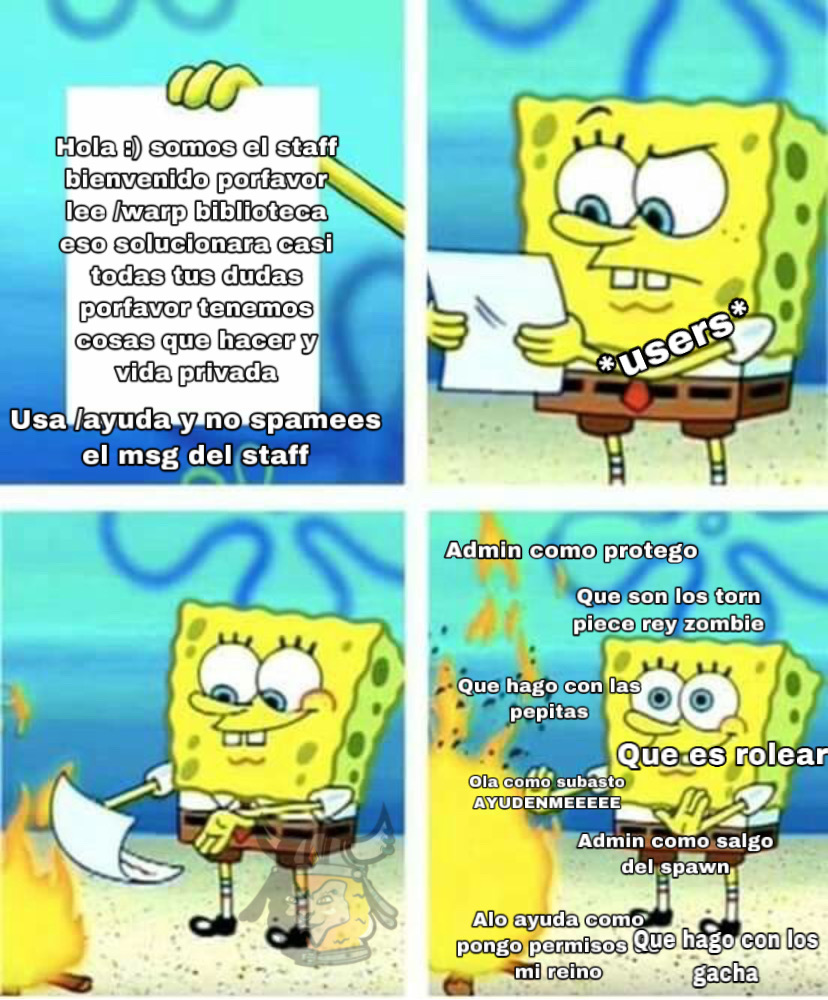 Hola :) somos el staff
bienvenido porfavor
lee /warp biblioteca
eso solucionara casi
todas tus dudas
porfavor tenemos
cosas que hacer y
vida privada
Usa /ayuda y no spamees
el msg del staff
*users*
Admin como protego
Que son los torn
piece rey zombie
Que hago con las
pepitas
Que es rolear
Ola como subasto
AYUDENMEEEEE
Admin como salgo
del spawn
Alo ayuda como
pongo permisos
mi reino
Que hago con los
gacha